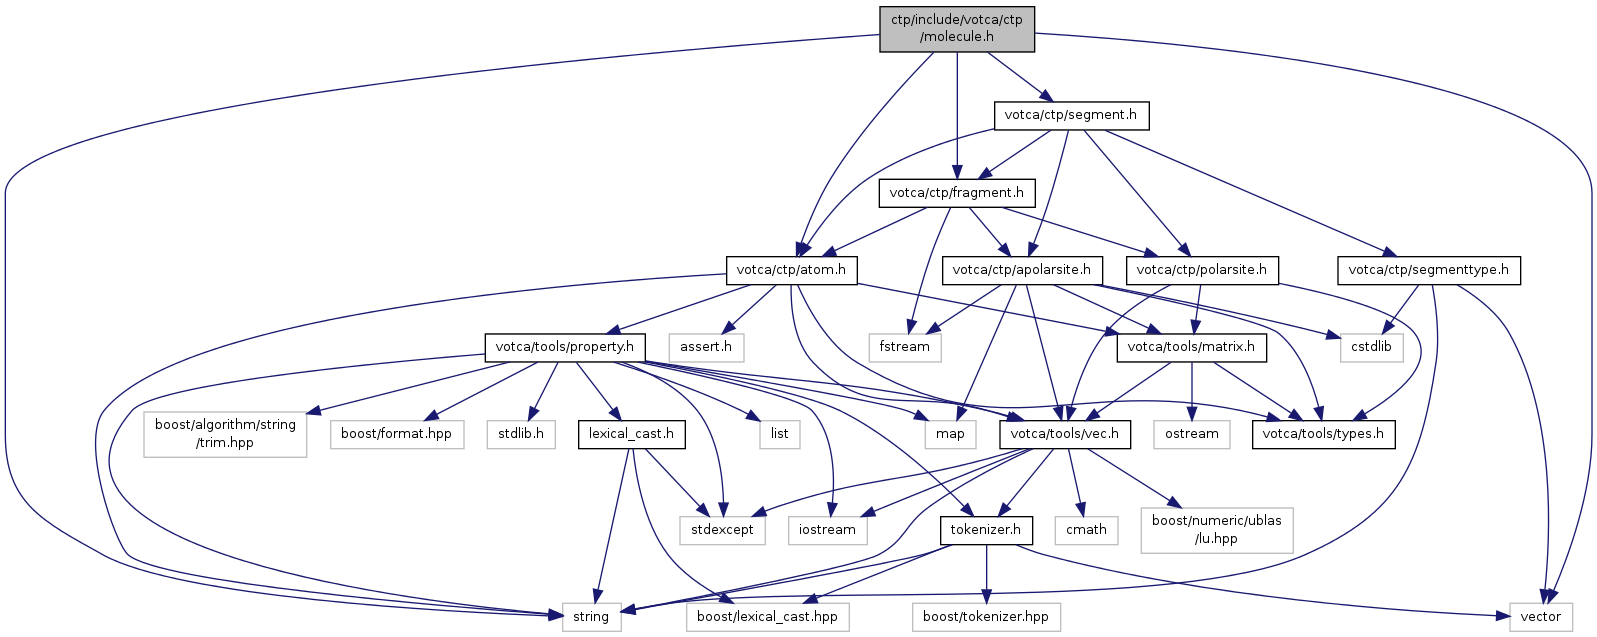 ctp/include/votca/ctp
/molecule.h
votca/ctp/segment.h
votca/ctp/fragment.h
votca/ctp/atom.h
votca/ctp/apolarsite.h
votca/ctp/polarsite.h
votca/ctp/segmenttype.h
votca/tools/property.h
assert.h
fstream
votca/tools/matrix.h
cstdlib
boost/algorithm/string
/trim.hpp
boost/format.hpp
stdlib.h
lexical_cast.h
list
map
votca/tools/vec.h
ostream
votca/tools/types.h
stdexcept
iostream
tokenizer.h
cmath
boost/numeric/ublas
/lu.hpp
string
boost/lexical_cast.hpp
boost/tokenizer.hpp
vector